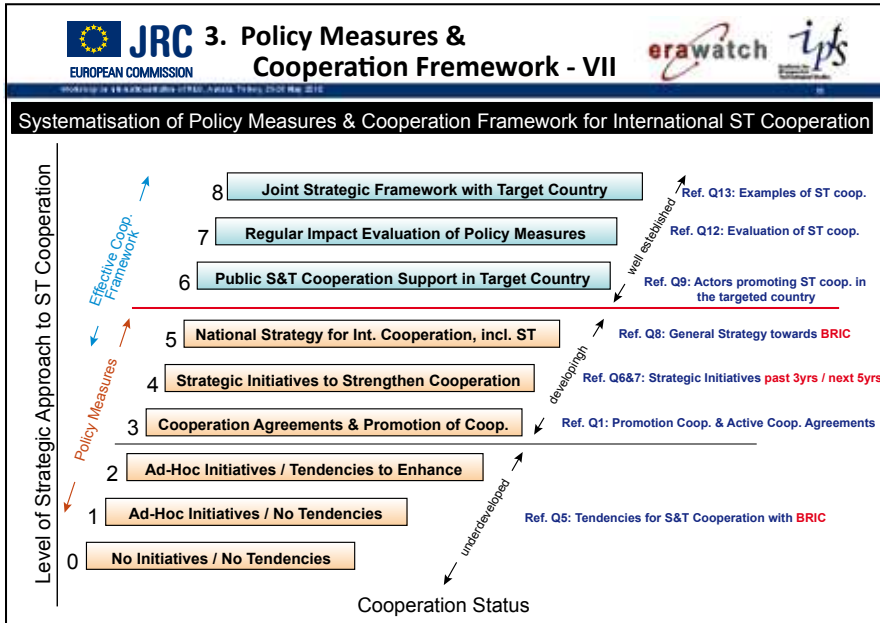 JRC
EUROPEAN COMMISSION
3. Policy Measures &
Cooperation Fremework - VII
erawatch
ipts
Systematisation of Policy Measures & Cooperation Framework for International ST Cooperation
Level of Strategic Approach to ST Cooperation
Effective Coop.
Framework
Policy Measures
8 Joint Strategic Framework with Target Country
7 Regular Impact Evaluation of Policy Measures
6 Public S&T Cooperation Support in Target Country
5 National Strategy for Int. Cooperation, incl. ST
4 Strategic Initiatives to Strengthen Cooperation
3 Cooperation Agreements & Promotion of Coop.
2 Ad-Hoc Initiatives / Tendencies to Enhance
1 Ad-Hoc Initiatives / No Tendencies
0 No Initiatives / No Tendencies
well esteblished
developingh
underdeveloped
Ref. Q13: Examples of ST coop.
Ref. Q12: Evaluation of ST coop.
Ref. Q9: Actors promoting ST coop. in
the targeted country
Ref. Q8: General Strategy towards BRIC
Ref. Q6&7: Strategic Initiatives past 3yrs / next 5yrs
Ref. Q1: Promotion Coop. & Active Coop. Agreements
Ref. Q5: Tendencies for S&T Cooperation with BRIC
Cooperation Status